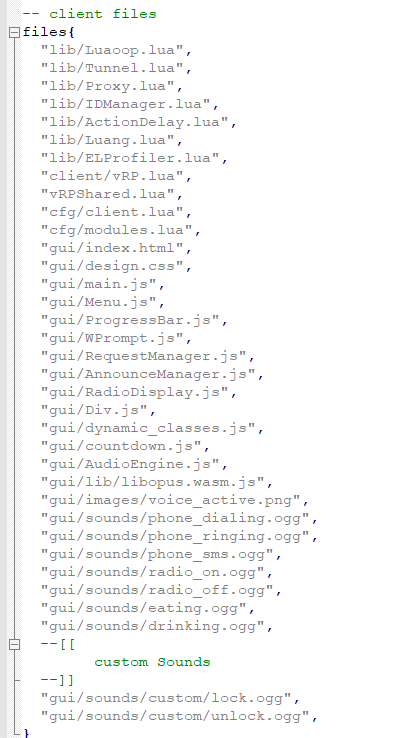 -- client files
files{
"lib/Luaoop.lua",
"lib/Tunnel.lua",
"lib/Proxy.lua",
"lib/IDManager.lua",
"lib/ActionDelay.lua",
"lib/Luang.lua",
"lib/ELProfiler.lua",
"client/vRP.lua",
"vRPShared.lua",
"cfg/client.lua",
"cfg/modules.lua",
"gui/index.html",
"gui/design.css",
"gui/main.js",
"gui/Menu.js",
"gui/ProgressBar.js",
"gui/WPrompt.js",
"gui/RequestManager.js",
"gui/AnnounceManager.js",
"gui/RadioDisplay.js",
"gui/Div.js",
"gui/dynamic_classes.js",
"gui/countdown.js",
"gui/AudioEngine.js",
"gui/lib/libopus.wasm.js",
"gui/images/voice_active.png",
"gui/sounds/phone_dialing.ogg",
"gui/sounds/phone_ringing.ogg",
"gui/sounds/phone_sms.ogg",
"gui/sounds/radio_on.ogg",
"gui/sounds/radio_off.ogg",
"gui/sounds/eating.ogg",
"gui/sounds/drinking.ogg",
--[[
custom Sounds
--]]
"gui/sounds/custom/lock.ogg",
"gui/sounds/custom/unlock.ogg",
}